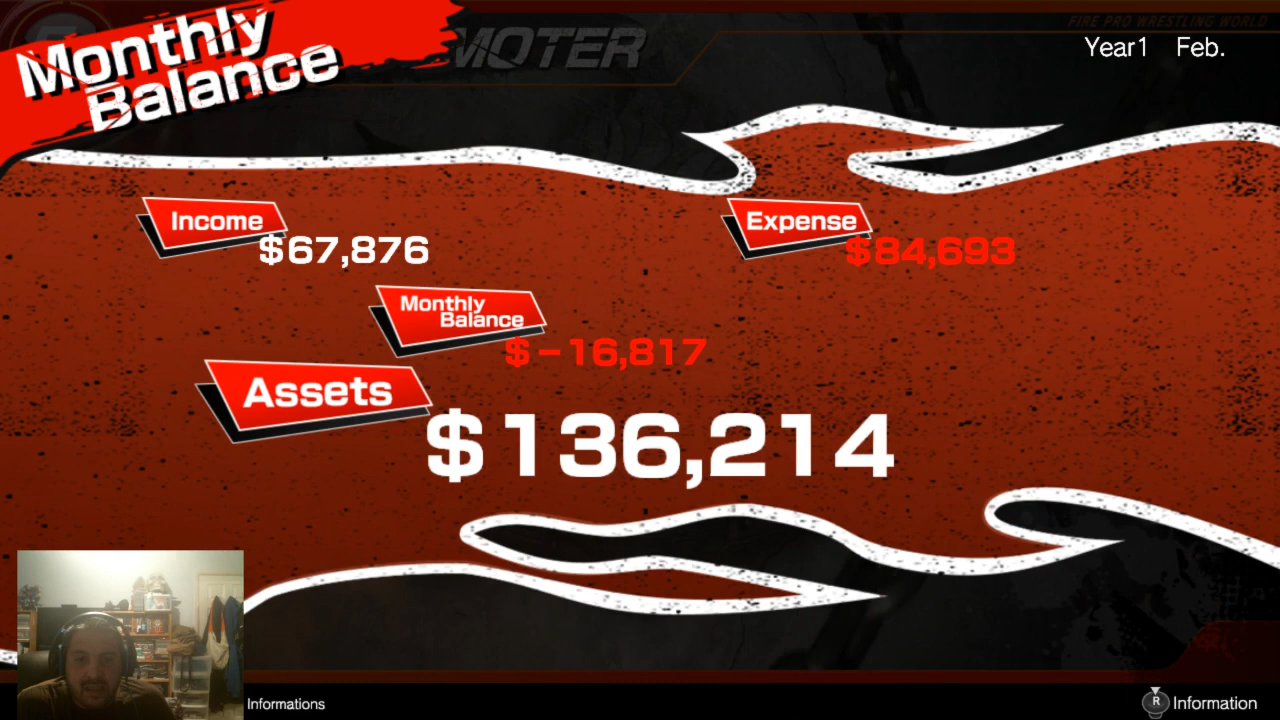 Monthly
Balance
MOTER
FIRE PRO WRESTLING WORLD
Year1 Feb.
Income
$67,876
Expense
$84,693
Monthly
Balance
$-16,817
Assets
$136,214
Informations
R Information